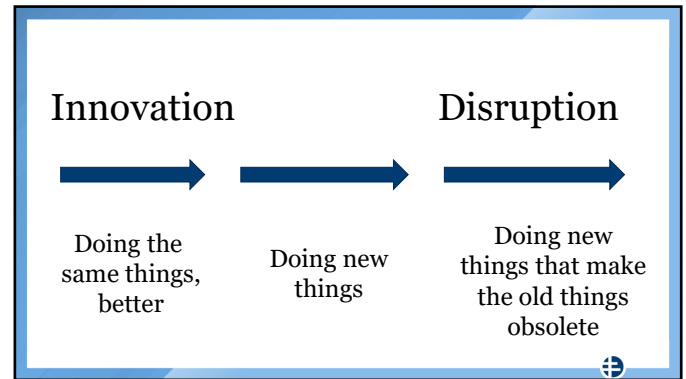 Innovation
Disruption
Doing the
same things,
better
Doing new
things
Doing new
things that make
the old things
obsolete